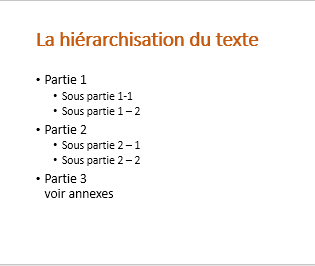 La hiérarchisation du texte
• Partie 1
• Sous partie 1-1
• Sous partie 1 – 2
• Partie 2
• Sous partie 2 – 1
• Sous partie 2 – 2
• Partie 3
voir annexes